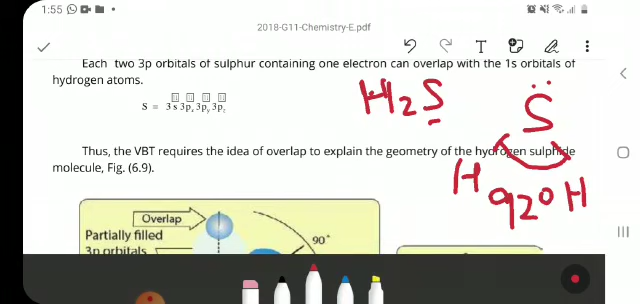 1:55
2018-G11-Chemistry-E.pdf
T
Each two 3p orbitals of sulphur containing one electron can overlap with the 1s orbitals of
hydrogen atoms.
S = 3s 3px 3py 3pz
H2S
S
Thus, the VBT requires the idea of overlap to explain the geometry of the hydrogen sulphide
molecule, Fig. (6.9).
H 92° H
Overlap
Partially filled
3p orbitals
90°